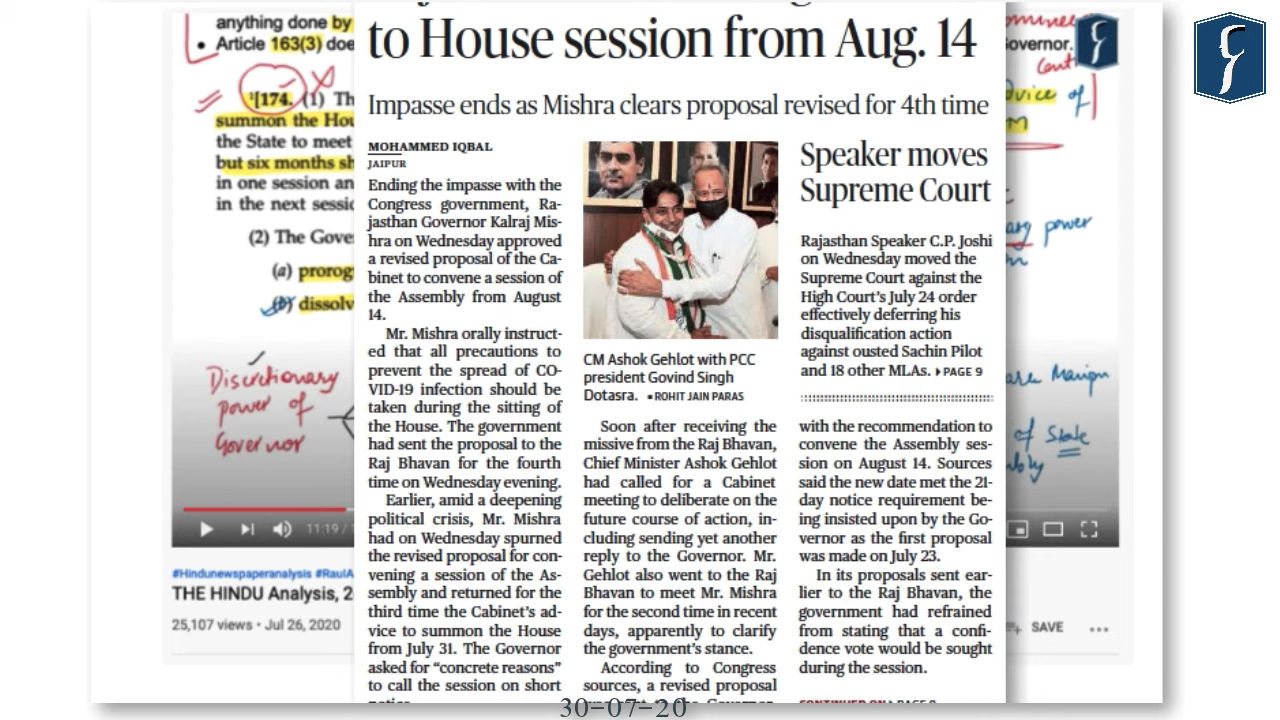 to House session from Aug. 14
Impasse ends as Mishra clears proposal revised for 4th time
MOHAMMED IQBAL
JAIPUR
Ending the impasse with the
Congress government, Ra-
jasthan Governor Kalraj Mis-
hra on Wednesday approved
a revised proposal of the Ca-
binet to convene a session of
the Assembly from August
14.
Mr. Mishra orally instruct-
ed that all precautions to
prevent the spread of CO-
VID-19 infection should be
taken during the sitting of
the House. The government
had sent the proposal to the
Raj Bhavan for the fourth
time on Wednesday evening.
Earlier, amid a deepening
political crisis, Mr. Mishra
had on Wednesday spurned
the revised proposal for con-
vening a session of the As-
sembly and returned for the
third time the Cabinet's ad-
vice to summon the House
from July 31. The Governor
asked for “concrete reasons”
to call the session on short
CM Ashok Gehlot with PCC
president Govind Singh
Dotasra. ▪ ROHIT JAIN PARAS
Soon after receiving the
missive from the Raj Bhavan,
Chief Minister Ashok Gehlot
had called for a Cabinet
meeting to deliberate on the
future course of action, in-
cluding sending yet another
reply to the Governor. Mr.
Gehlot also went to the Raj
Bhavan to meet Mr. Mishra
for the second time in recent
days, apparently to clarify
the government's stance.
According to Congress
sources, a revised proposal
Speaker moves
Supreme Court
Rajasthan Speaker C.P. Joshi
on Wednesday moved the
Supreme Court against the
High Court's July 24 order
effectively deferring his
disqualification action
against ousted Sachin Pilot
and 18 other MLAs. ▸PAGE 9
with the recommendation to
convene the Assembly ses-
sion on August 14. Sources
said the new date met the 21-
day notice requirement be-
ing insisted upon by the Go-
vernor as the first proposal
was made on July 23.
In its proposals sent ear-
lier to the Raj Bhavan, the
government had refrained
from stating that a confi-
dence vote would be sought
during the session.
anything done by
• Article 163(3)
¹[174. (1)
summon the
the State to meet
but six months
in one session
in the next
(2) The
(a)
(b)
Discretionary
power of
Governor
11:19 /
#Hindunewspaperanalysis
THE HINDU Analysis,
25,107 views • Jul 26, 2020
of
power
of State
SAVE
30-07-20